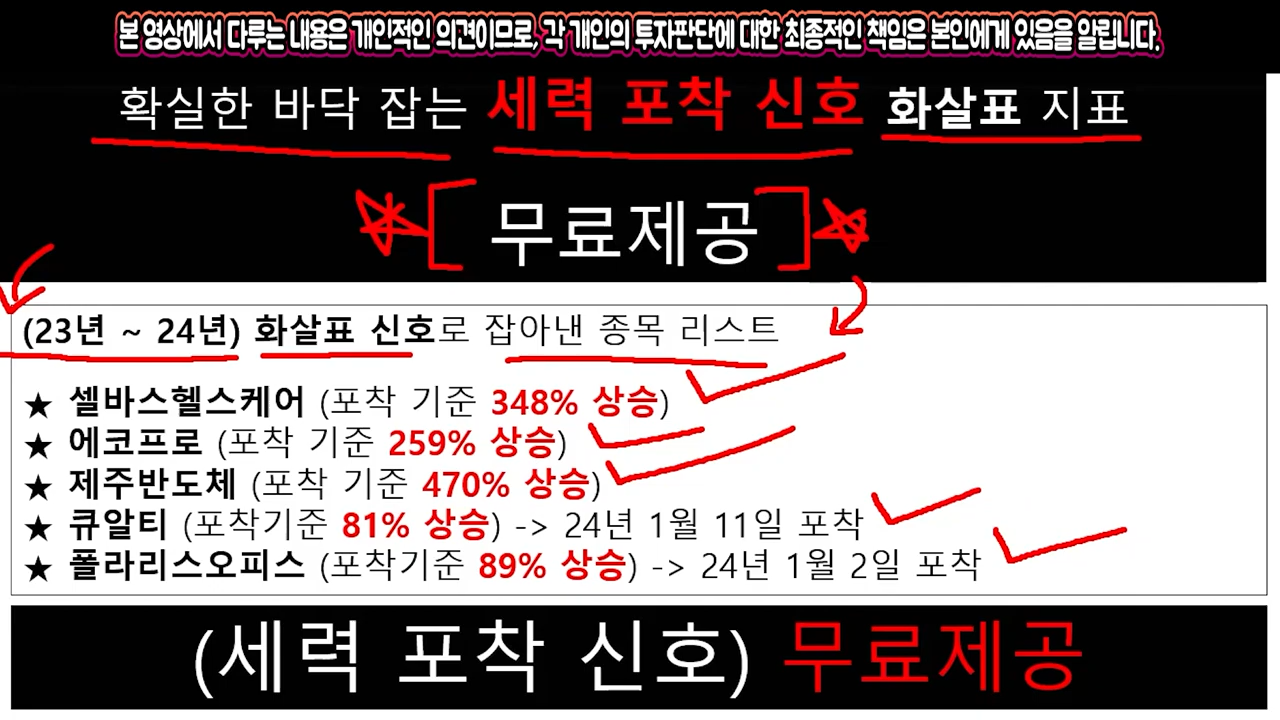 본 영상에서 다루는 내용은 개인적인 의견이므로, 각 개인의 투자판단에 대한 최종적인 책임은 본인에게 있음을 알립니다.
확실한 바닥 잡는 세력 포착 신호 화살표 지표
[무료제공]
(23년 ~ 24년) 화살표 신호로 잡아낸 종목 리스트
★ 셀바스헬스케어 (포착 기준 348% 상승)
★ 에코프로 (포착 기준 259% 상승)
★ 제주반도체 (포착 기준 470% 상승)
★ 큐알티 (포착기준 81% 상승) -> 24년 1월 11일 포착
★ 폴라리스오피스 (포착기준 89% 상승) -> 24년 1월 2일 포착
(세력 포착 신호) 무료제공